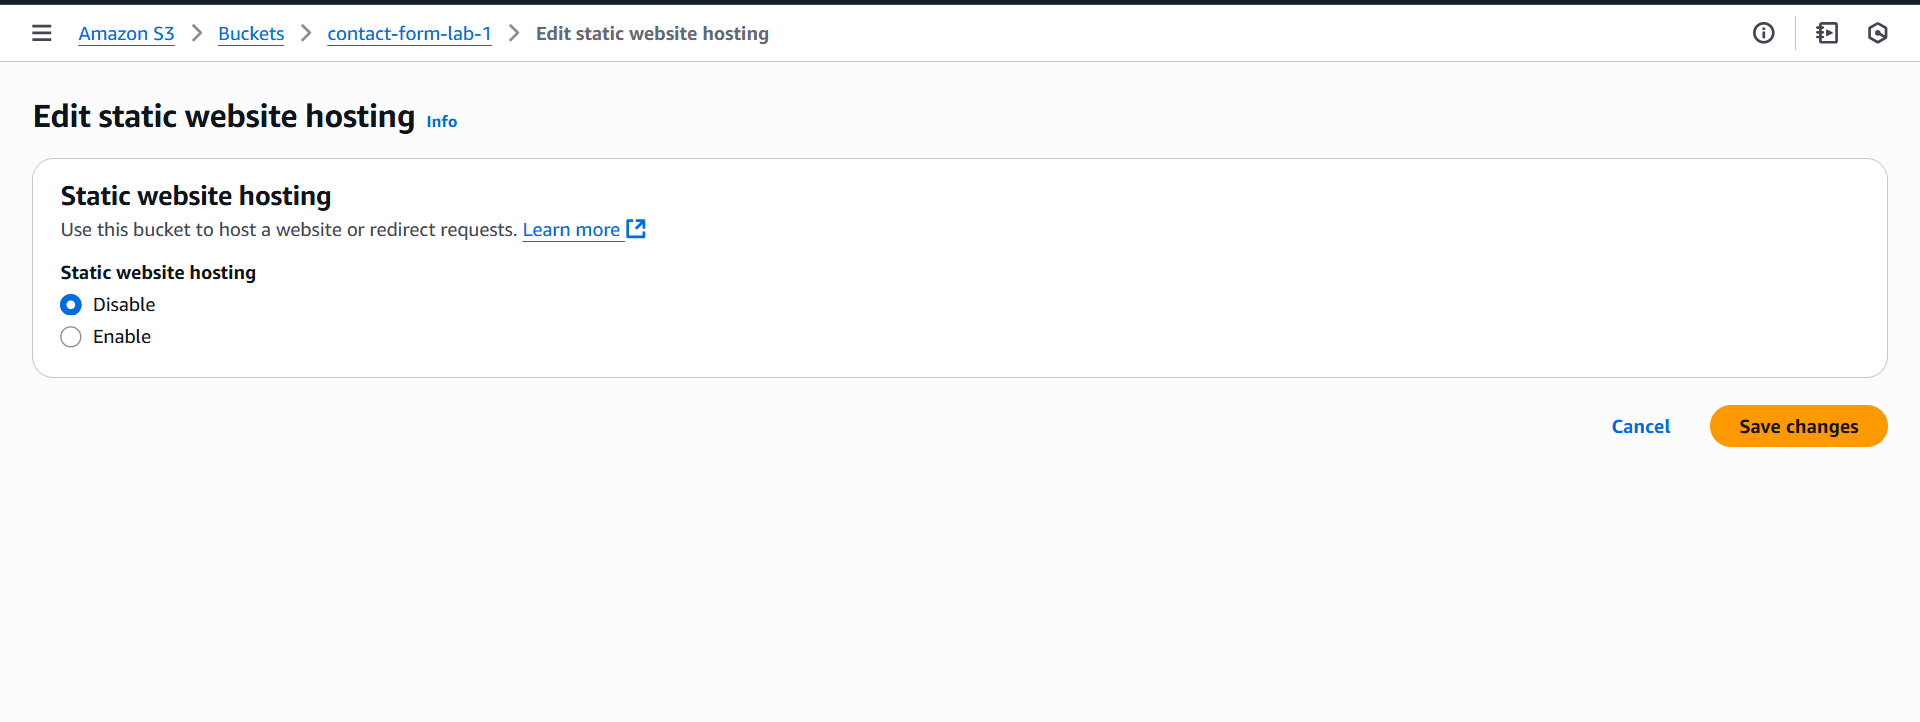 Amazon S3 > Buckets > contact-form-lab-1 > Edit static website hosting
Edit static website hosting Info
Static website hosting
Use this bucket to host a website or redirect requests. Learn more
Static website hosting
Disable
Enable
Cancel Save changes